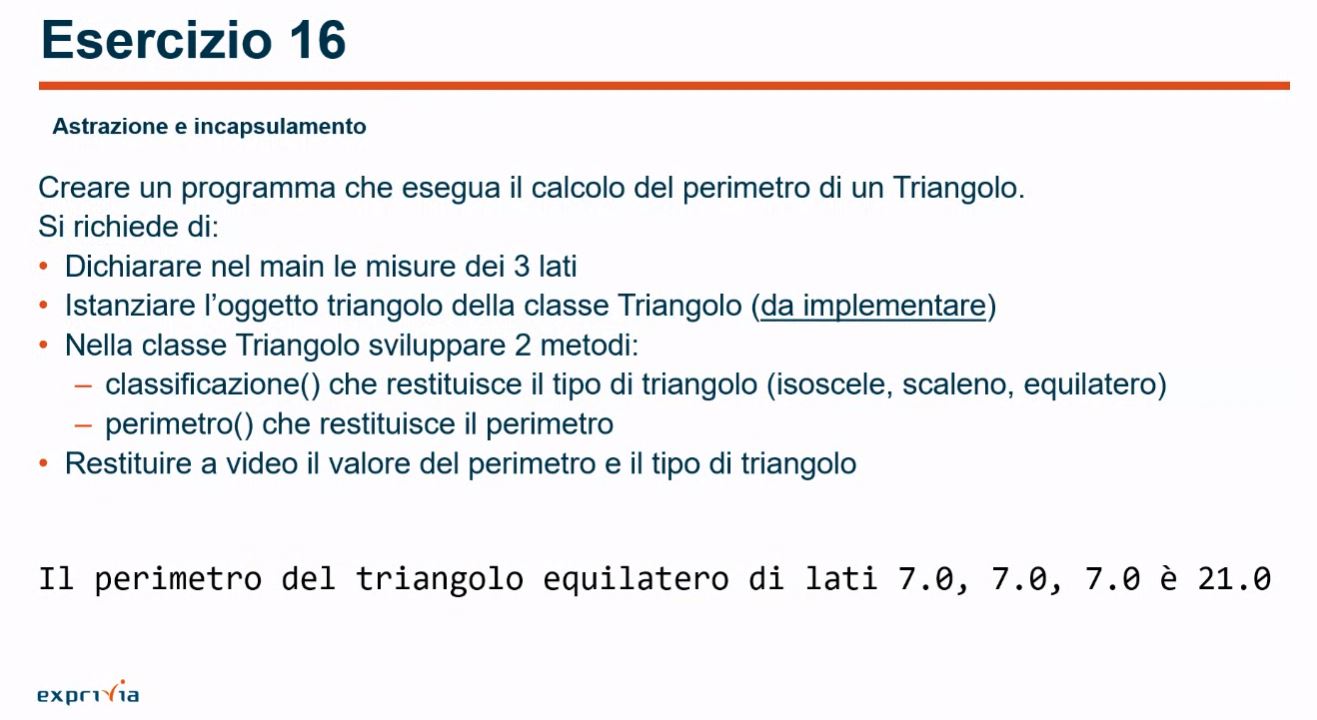 Esercizio 16
Astrazione e incapsulamento
Creare un programma che esegua il calcolo del perimetro di un Triangolo.
Si richiede di:
• Dichiarare nel main le misure dei 3 lati
• Istanziare l’oggetto triangolo della classe Triangolo (da implementare)
• Nella classe Triangolo sviluppare 2 metodi:
– classificazione() che restituisce il tipo di triangolo (isoscele, scaleno, equilatero)
– perimetro() che restituisce il perimetro
• Restituire a video il valore del perimetro e il tipo di triangolo
Il perimetro del triangolo equilatero di lati 7.0, 7.0, 7.0 è 21.0
exprivia